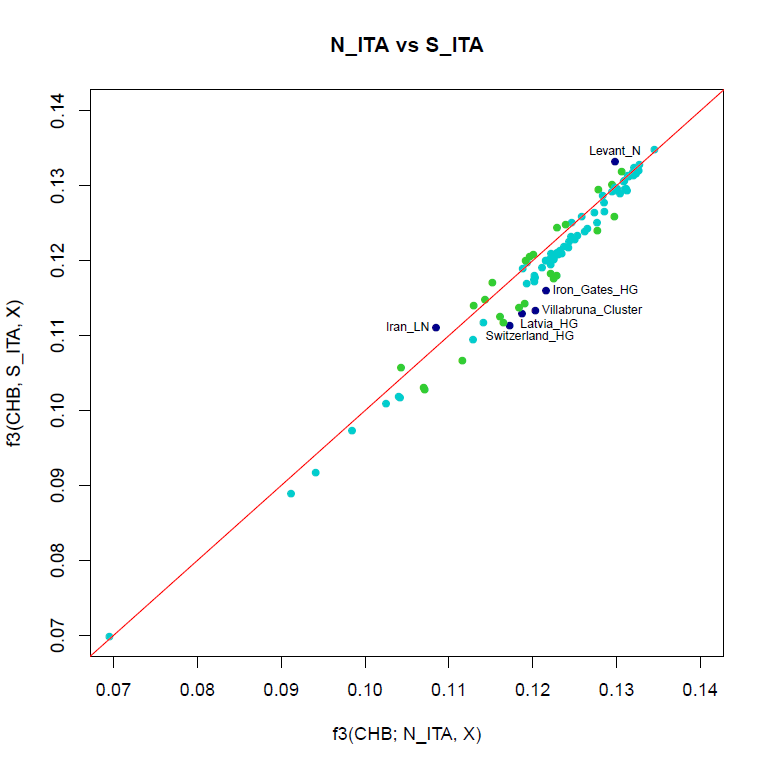 N_ITA vs S_ITA
f3(CHB, S_ITA, X)
0.14
0.13
0.12
0.11
0.10
0.09
0.08
0.07
Levant_N
Iron_Gates_HG
Villabruna_Cluster
Iran_LN
Latvia_HG
Switzerland_HG
0.07 0.08 0.09 0.10 0.11 0.12 0.13 0.14
f3(CHB; N_ITA, X)